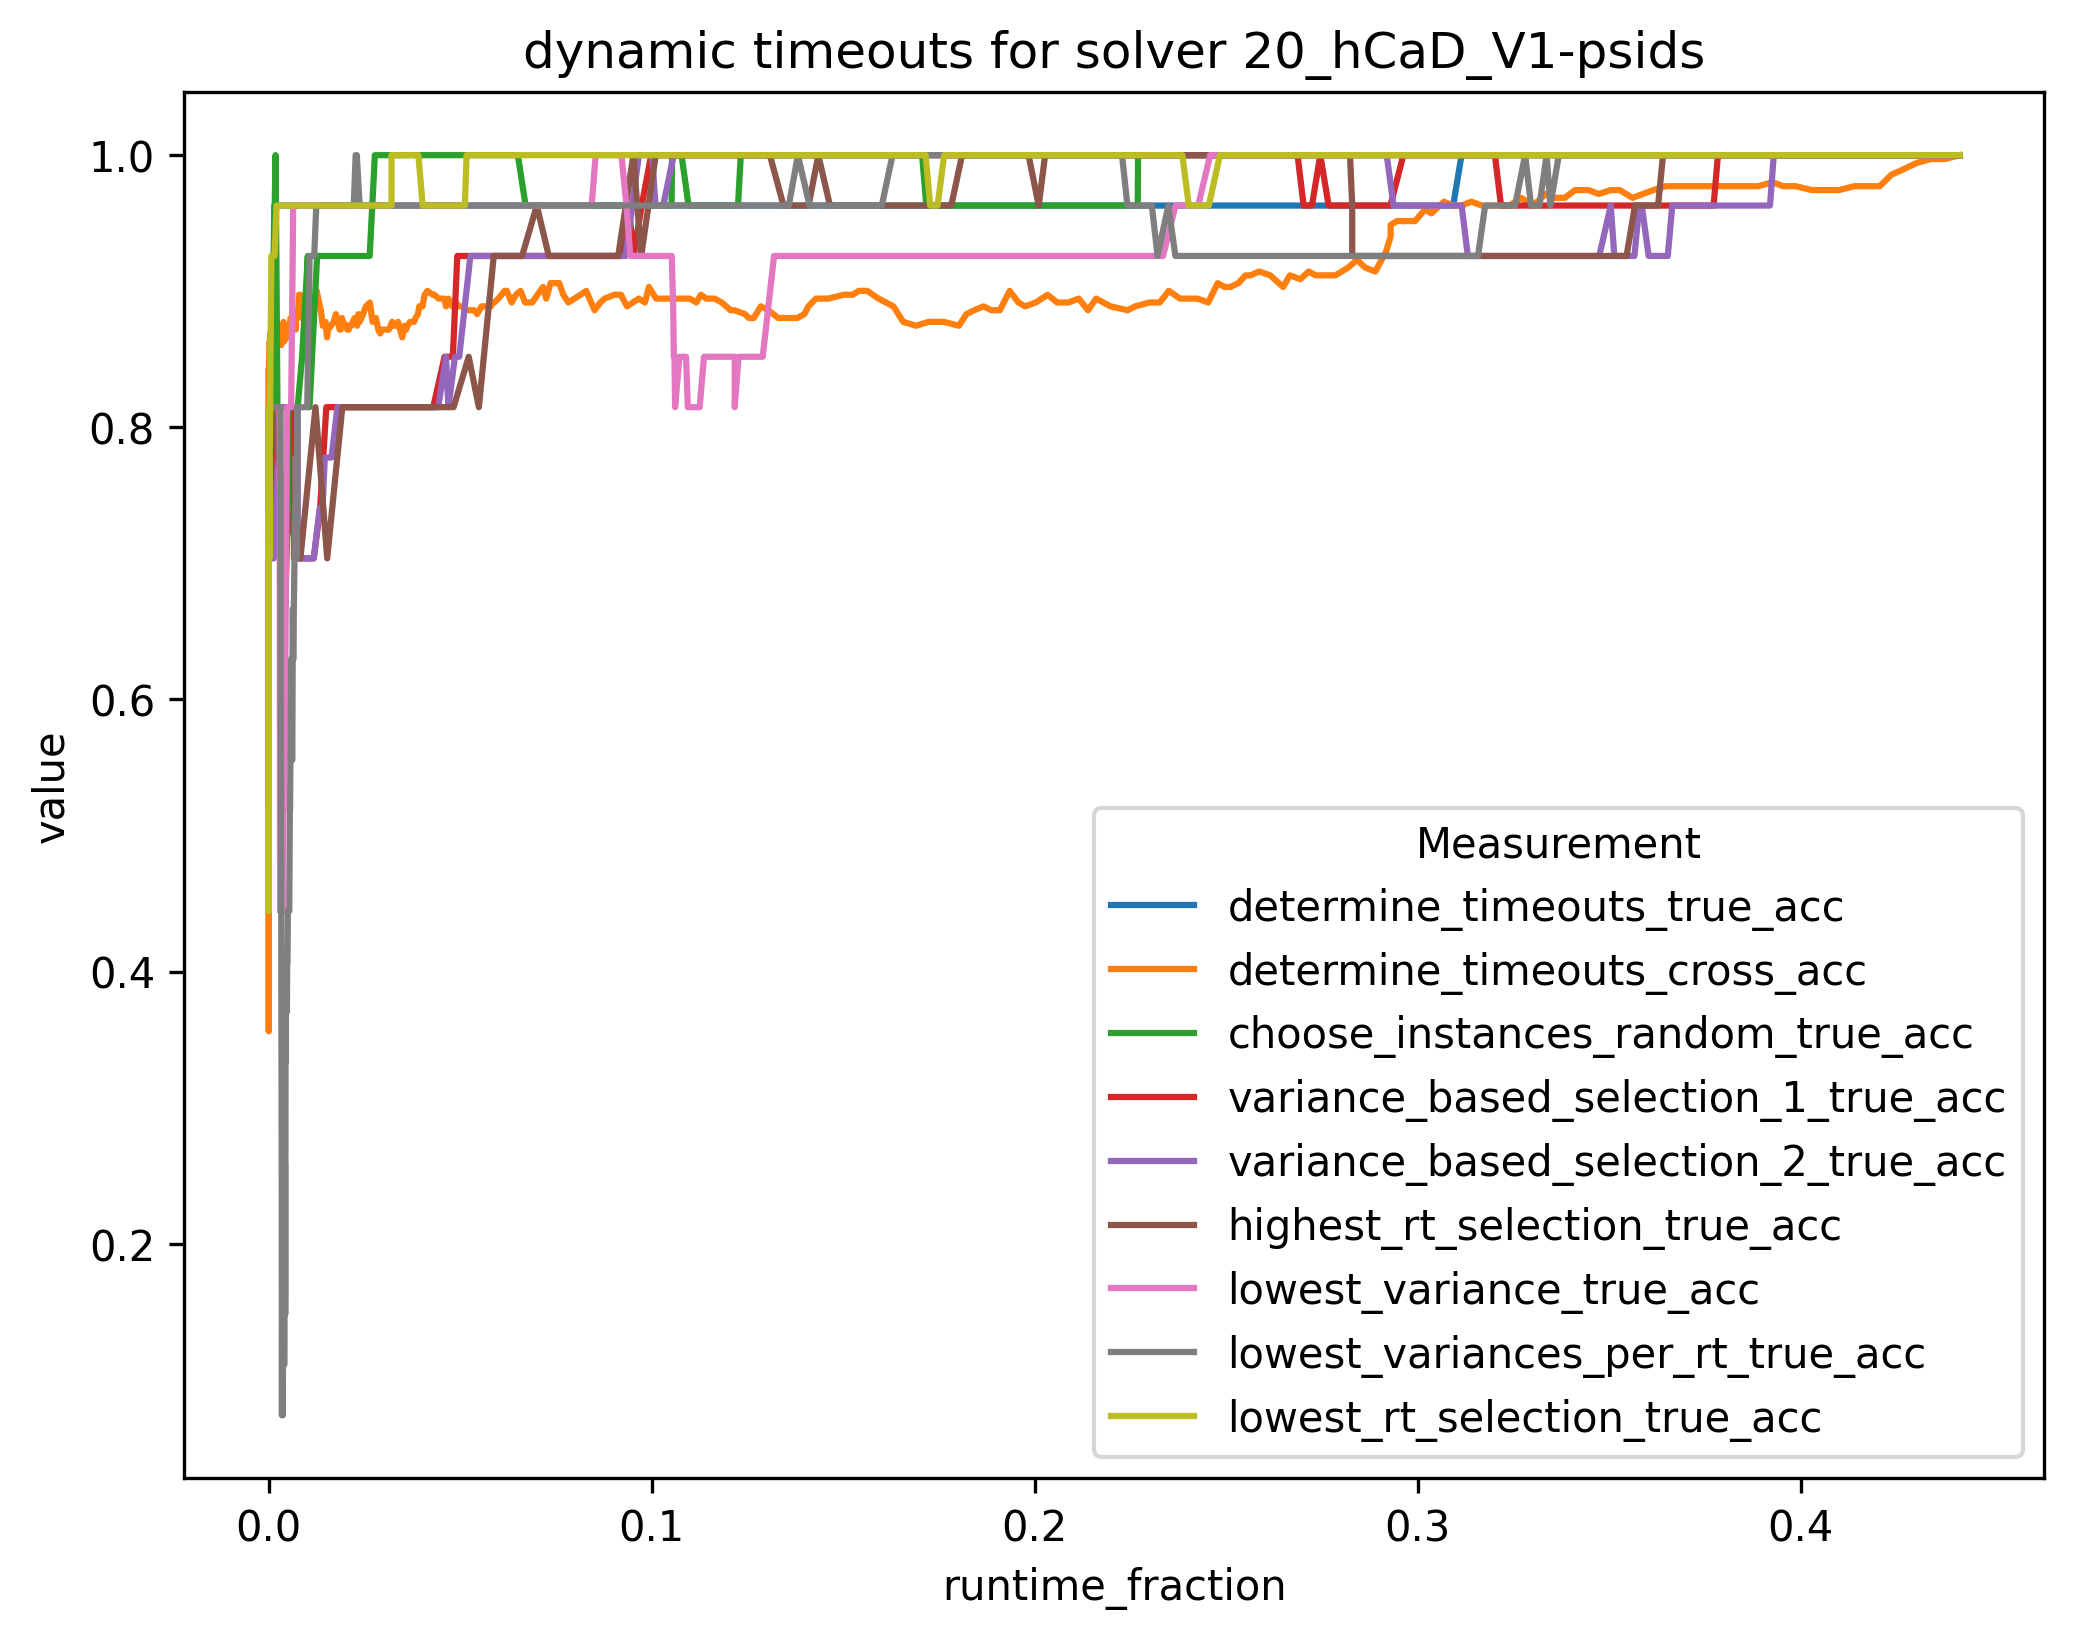 dynamic timeouts for solver 20_hCaD_V1-psids
value
1.0
0.8
0.6
0.4
0.2
0.0
0.1
0.2
0.3
0.4
runtime_fraction
Measurement
determine_timeouts_true_acc
determine_timeouts_cross_acc
choose_instances_random_true_acc
variance_based_selection_1_true_acc
variance_based_selection_2_true_acc
highest_rt_selection_true_acc
lowest_variance_true_acc
lowest_variances_per_rt_true_acc
lowest_rt_selection_true_acc